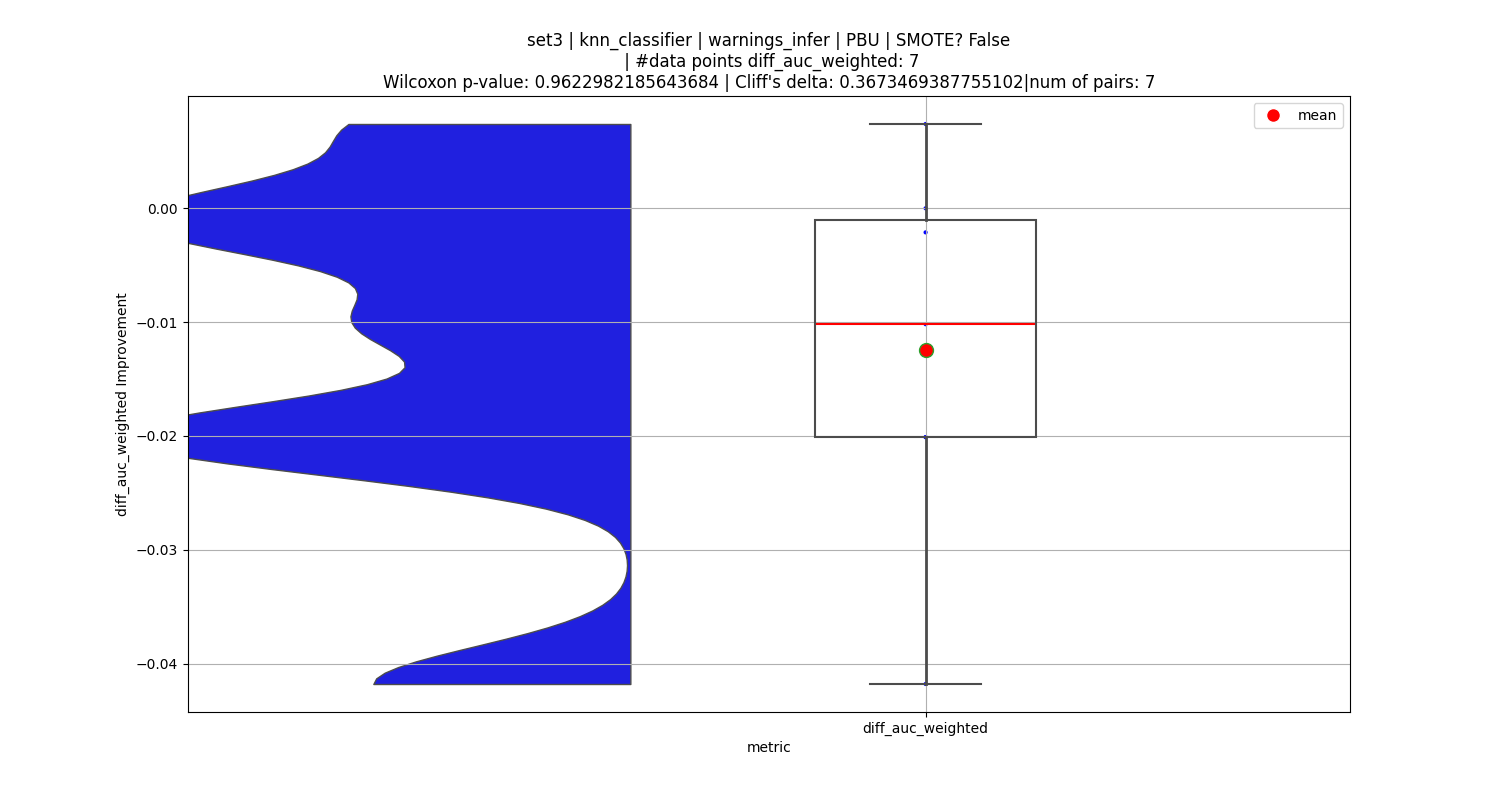 set3 | knn_classifier | warnings_infer | PBU | SMOTE? False
| #data points diff_auc_weighted: 7
Wilcoxon p-value: 0.9622982185643684 | Cliff's delta: 0.3673469387755102|num of pairs: 7
mean
0.00
−0.01
−0.02
−0.03
−0.04
diff_auc_weighted Improvement
diff_auc_weighted
metric